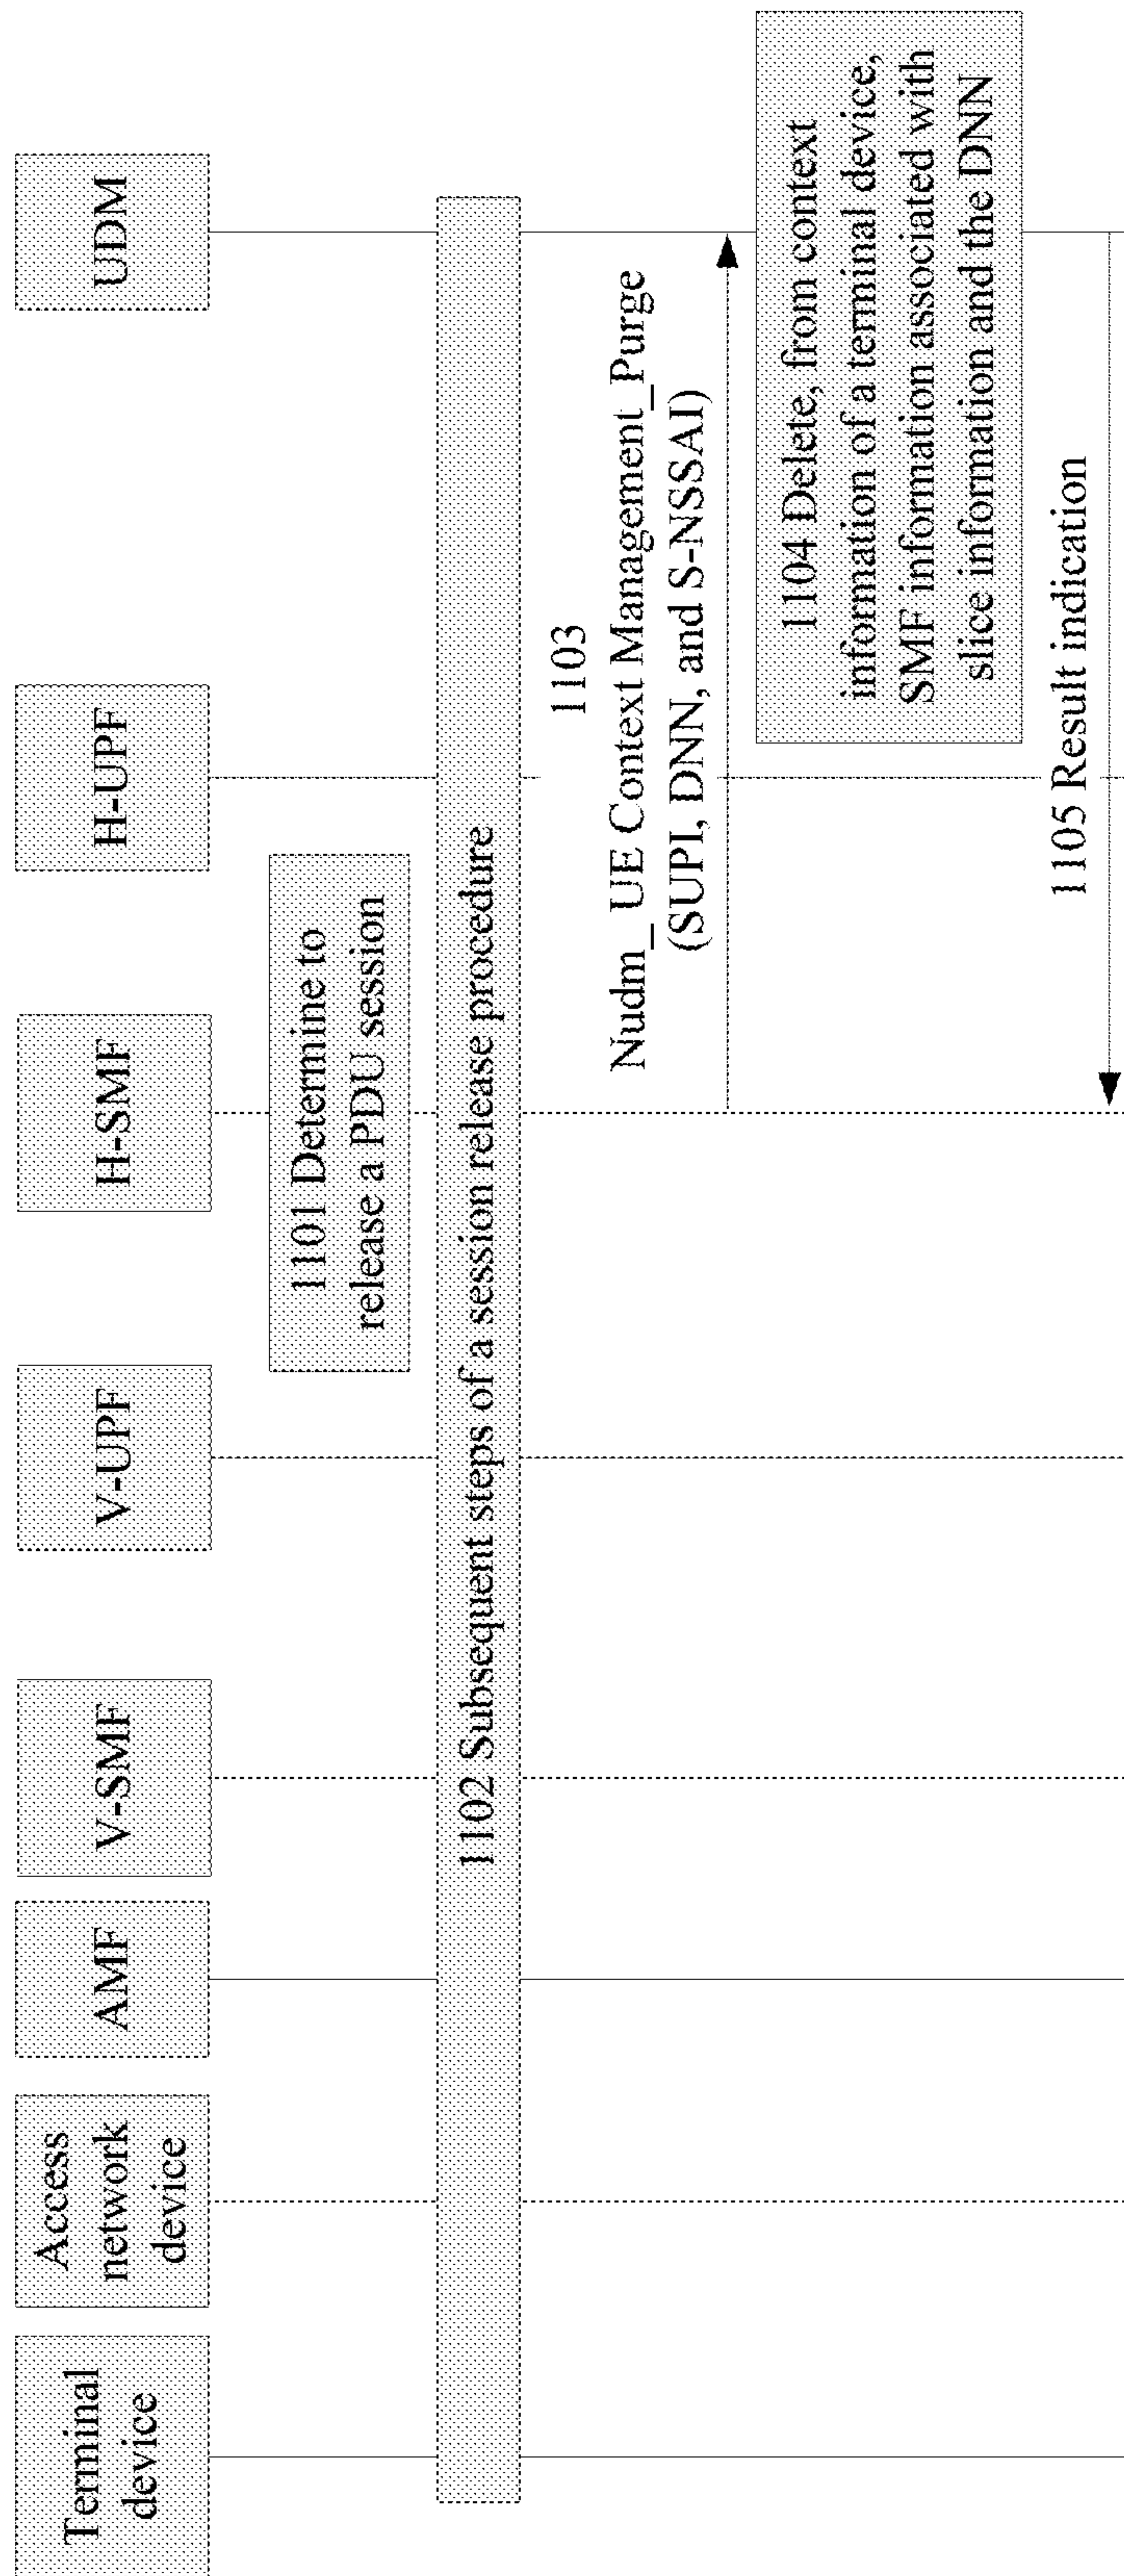 Terminal
device
Access
network
device
AMF
V-SMF
V-UPF
H-SMF
H-UPF
UDM
1101 Determine to
release a PDU session
1102 Subsequent steps of a session release procedure
1103
Nudm_UE Context Management_Purge
(SUPI, DNN, and S-NSSAI)
1104 Delete, from context
information of a terminal device,
SMF information associated with
slice information and the DNN
1105 Result indication